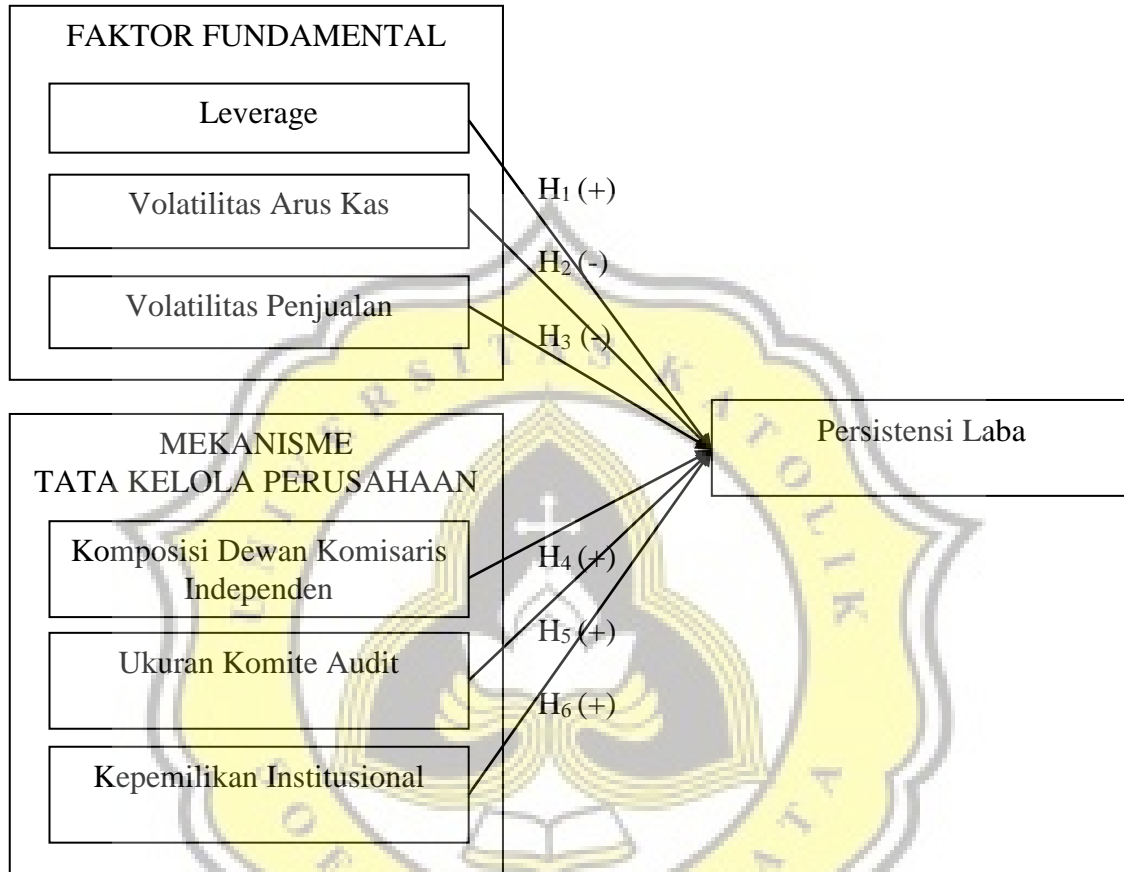 FAKTOR FUNDAMENTAL
Leverage
Volatilitas Arus Kas
Volatilitas Penjualan
H₁ (+)
H₂ (-)
H₃ (-)
MEKANISME
TATA KELOLA PERUSAHAAN
Komposisi Dewan Komisaris
Independen
Ukuran Komite Audit
Kepemilikan Institusional
H₄ (+)
H₅ (+)
H₆ (+)
Persistensi Laba
KATOLIK